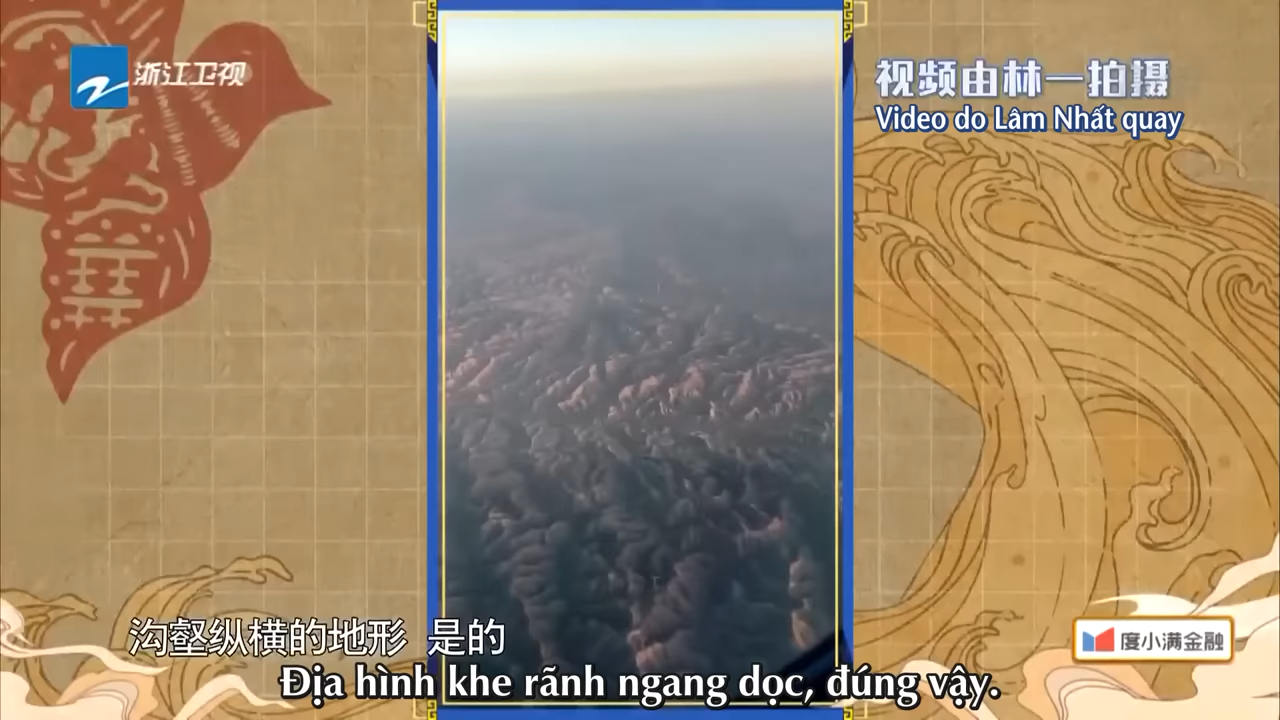 浙江卫视
视频由林一拍摄
Video do Lâm Nhất quay
沟壑纵横的地形 是的
Địa hình khe rãnh ngang dọc, đúng vậy.
度小满金融